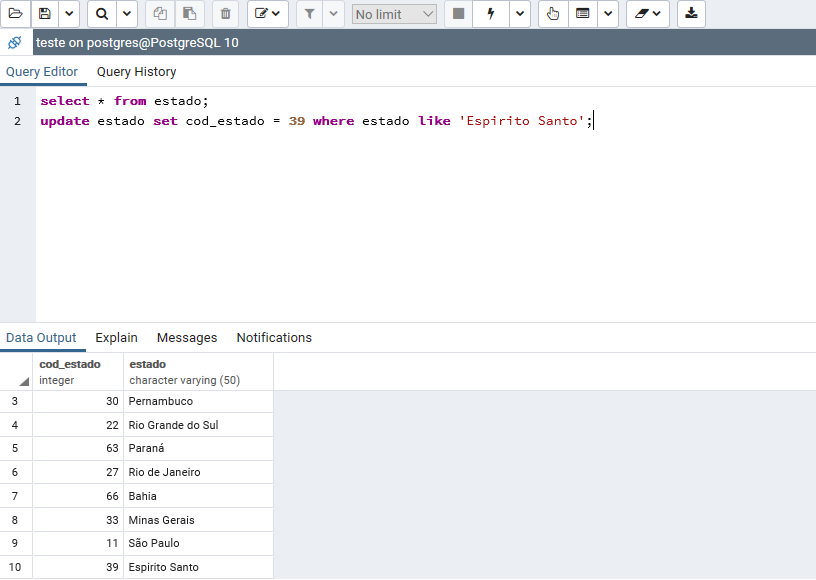 No limit
teste on postgres@PostgreSQL 10
Query Editor Query History
1 select * from estado;
2 update estado set cod_estado = 39 where estado like 'Espirito Santo';
Data Output Explain Messages Notifications
cod_estado estado
integer character varying (50)
3 30 Pernambuco
4 22 Rio Grande do Sul
5 63 Paraná
6 27 Rio de Janeiro
7 66 Bahia
8 33 Minas Gerais
9 11 São Paulo
10 39 Espirito Santo